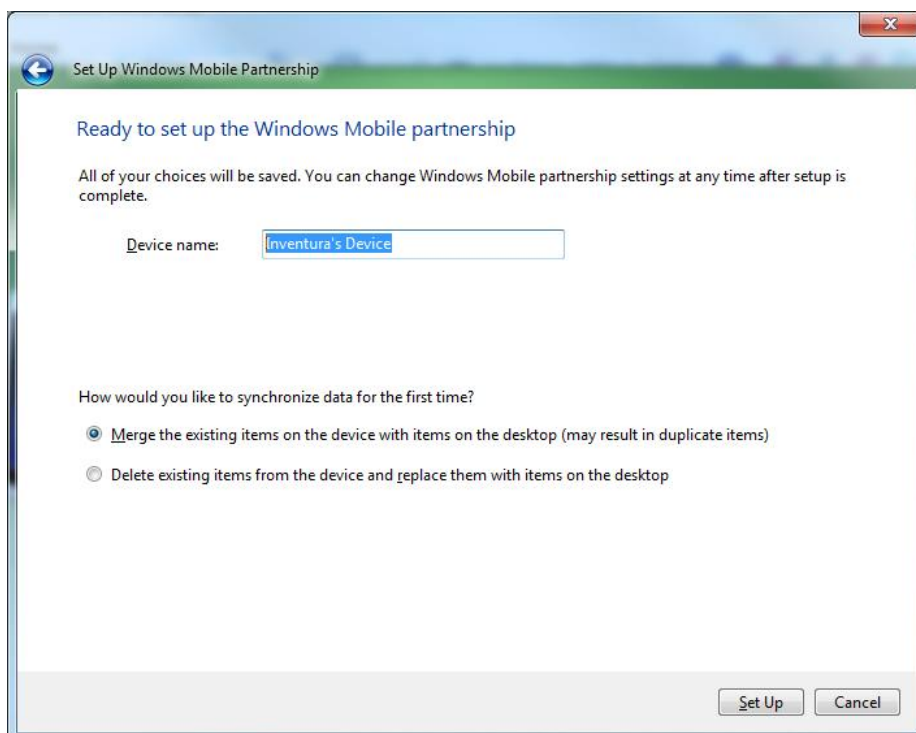 Set Up Windows Mobile Partnership
Ready to set up the Windows Mobile partnership
All of your choices will be saved. You can change Windows Mobile partnership settings at any time after setup is
complete.
Device name: Inventura's Device
How would you like to synchronize data for the first time?
Merge the existing items on the device with items on the desktop (may result in duplicate items)
Delete existing items from the device and replace them with items on the desktop
Set Up Cancel